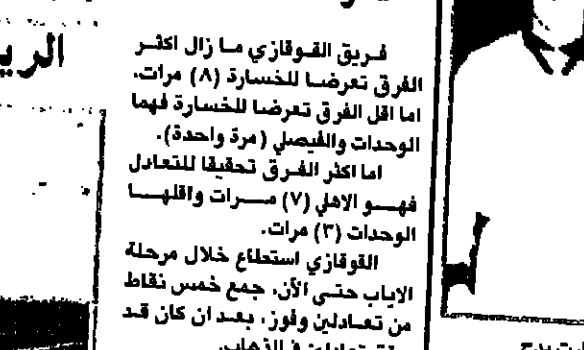 الري
فريق القوقازي ما زال اكثر
الفرق تعرضا للخسارة (٨) مرات.
اما اقل الفرق تعرضا للخسارة فهما
الوحدات والفيصلي (مرة واحدة).
اما اكثر الفرق تحقيقا للتعادل
فهو الاهلي (٧) مرات واقلها
الوحدات (٣) مرات.
القوقازي استطاع خلال مرحلة
الاياب حتى الأن، جمع خمس نقاط
من تعادلين وفوز، بعد ان كان قد